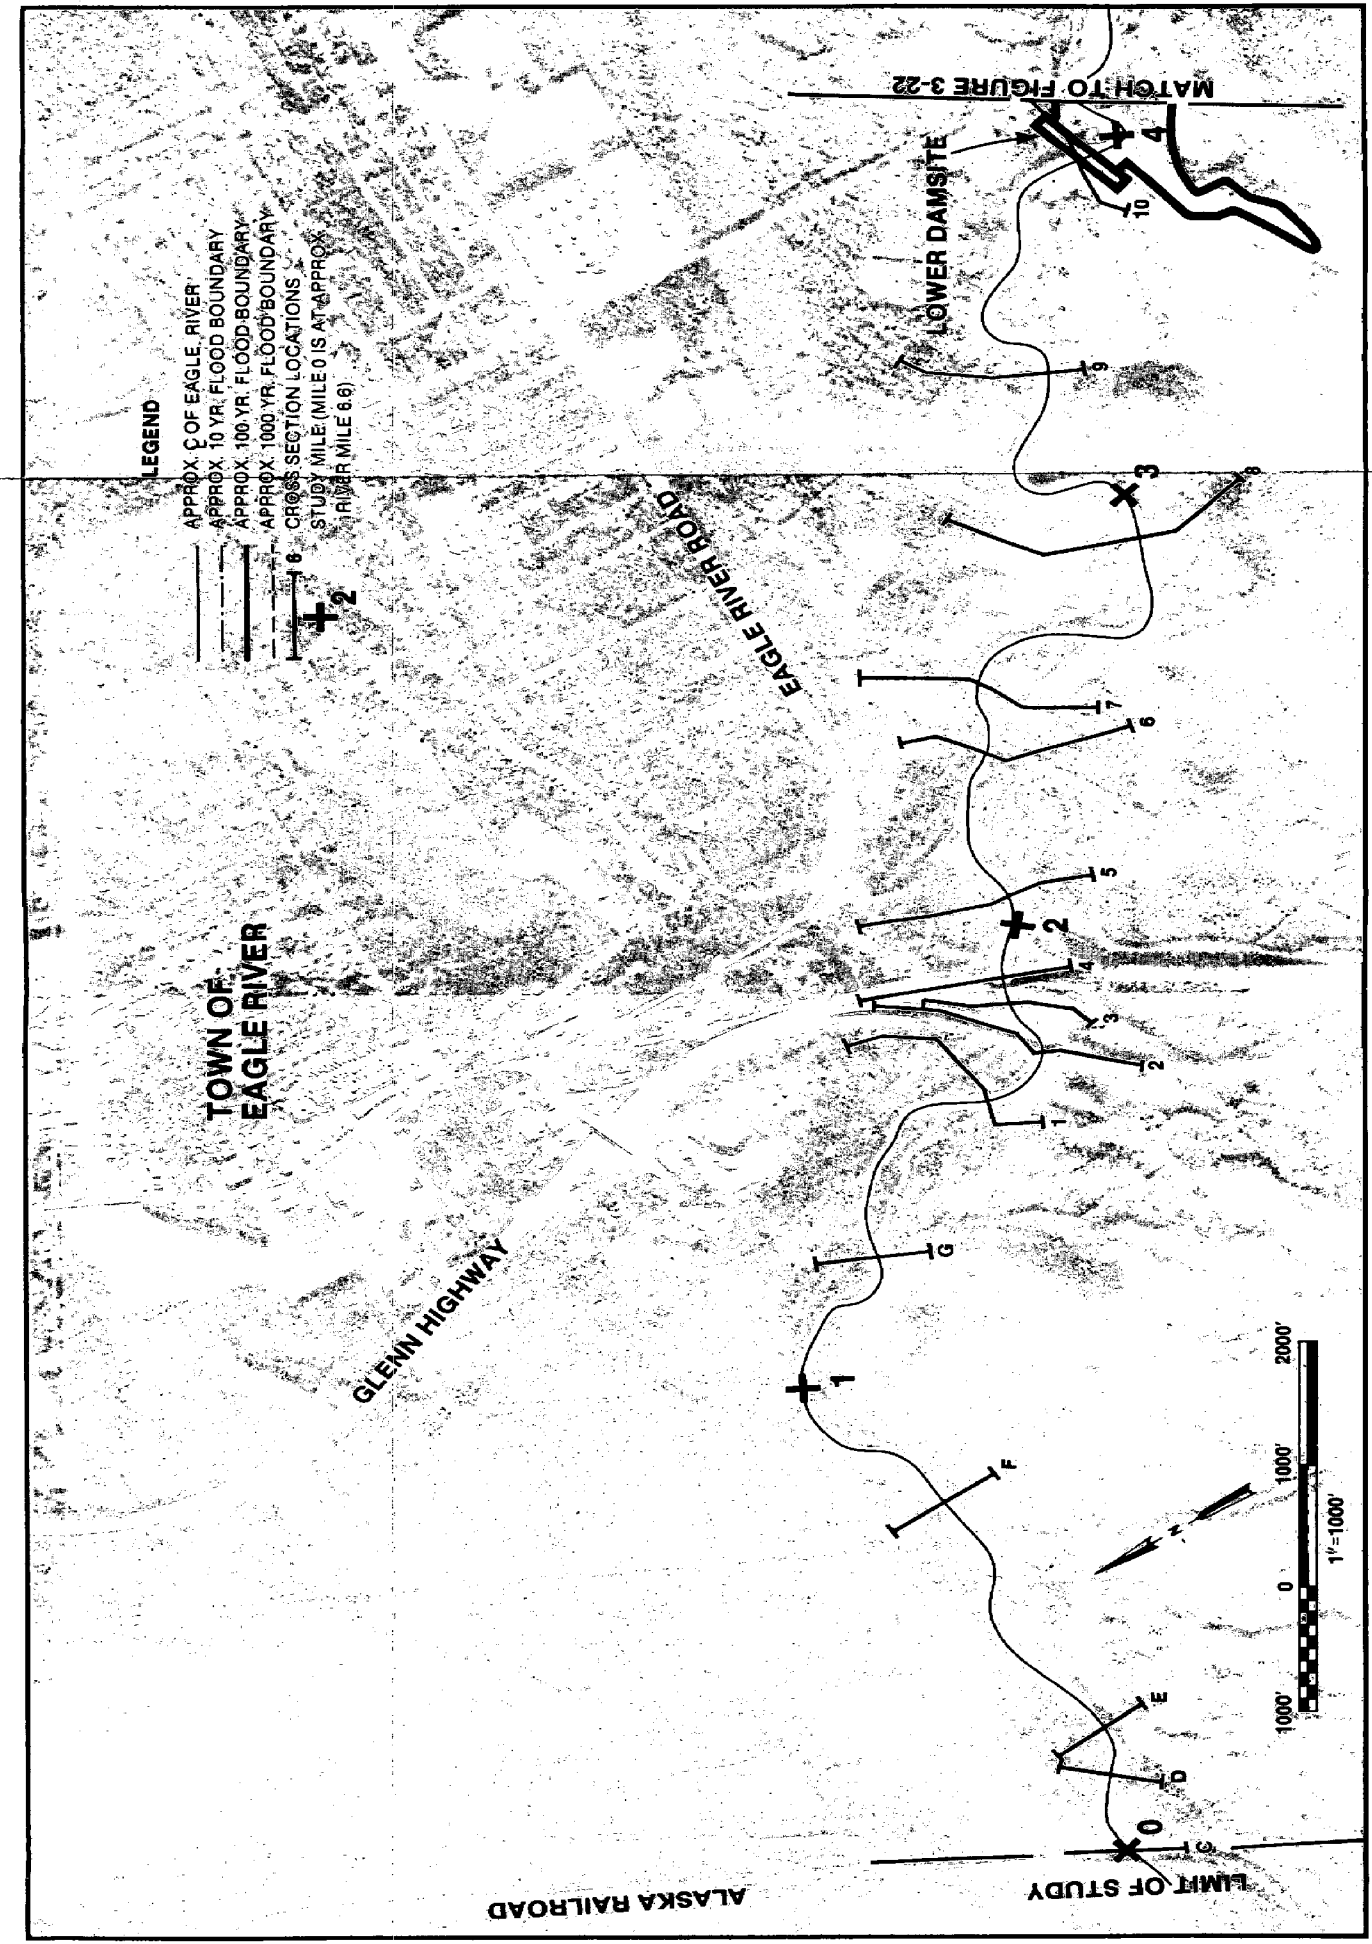 TOWN OF
EAGLE RIVER
LEGEND
APPROX. ℄ OF EAGLE RIVER
APPROX. 10 YR. FLOOD BOUNDARY
APPROX. 100 YR. FLOOD BOUNDARY
APPROX. 1000 YR. FLOOD BOUNDARY
6 CROSS SECTION LOCATIONS
2 STUDY MILE (MILE 0 IS AT APPROX.
RIVER MILE 6.6)
GLENN HIGHWAY
EAGLE RIVER ROAD
LOWER DAMSITE
MATCH TO FIGURE 3-22
ALASKA RAILROAD
LIMIT OF STUDY
0
1
2
3
4
C
D
E
F
G
1
2
3
4
5
6
7
8
9
10
N
1000' 0 1000' 2000'
1"=1000'